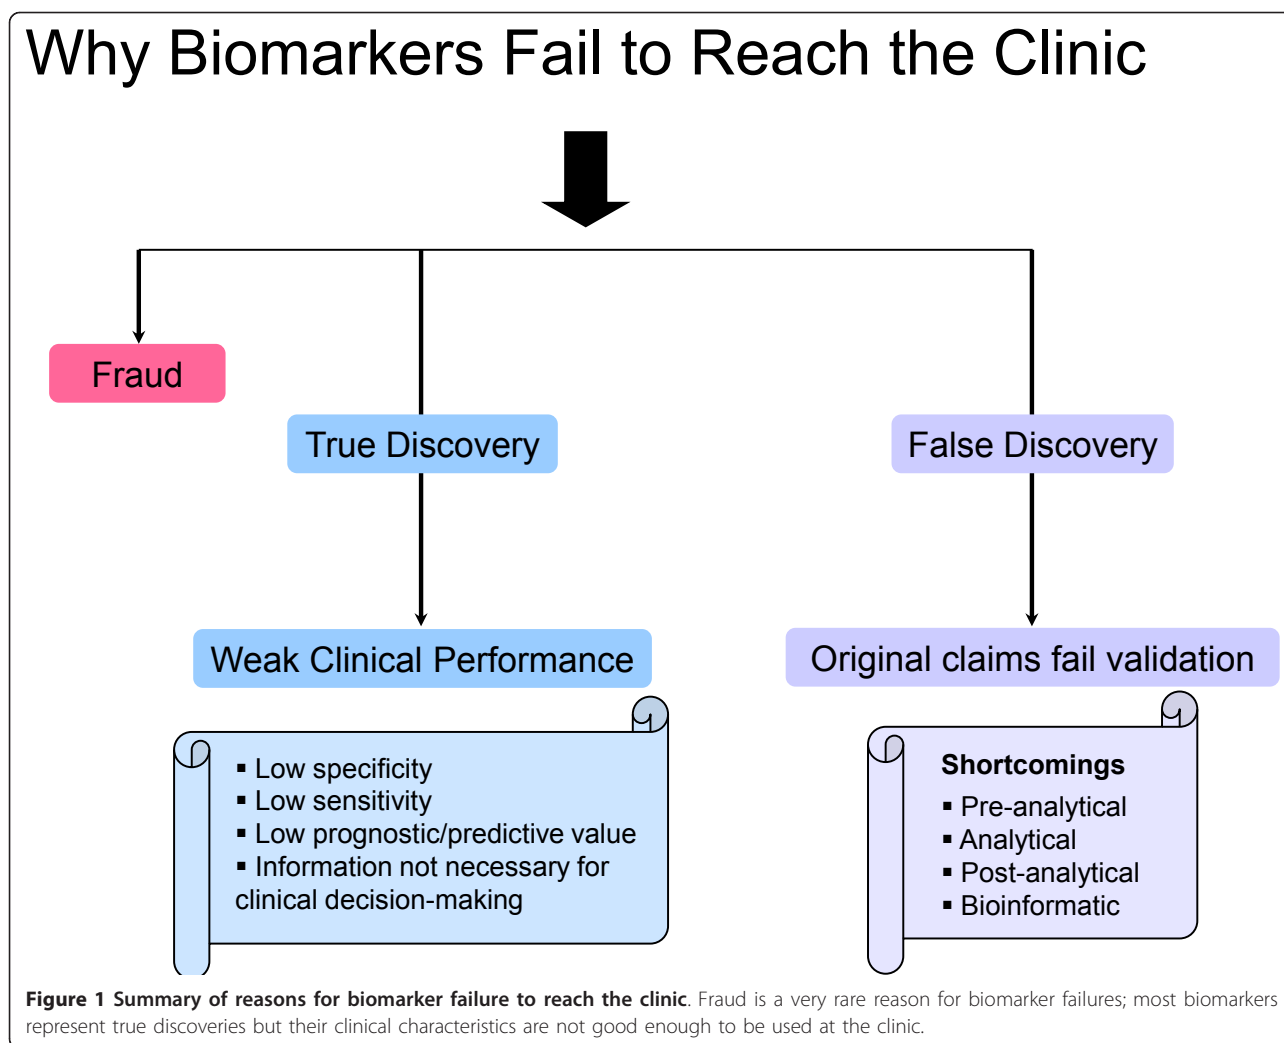 Why Biomarkers Fail to Reach the Clinic
Fraud
True Discovery
False Discovery
Weak Clinical Performance
Original claims fail validation
▪ Low specificity
▪ Low sensitivity
▪ Low prognostic/predictive value
▪ Information not necessary for
clinical decision-making
Shortcomings
▪ Pre-analytical
▪ Analytical
▪ Post-analytical
▪ Bioinformatic
Figure 1 Summary of reasons for biomarker failure to reach the clinic. Fraud is a very rare reason for biomarker failures; most biomarkers
represent true discoveries but their clinical characteristics are not good enough to be used at the clinic.